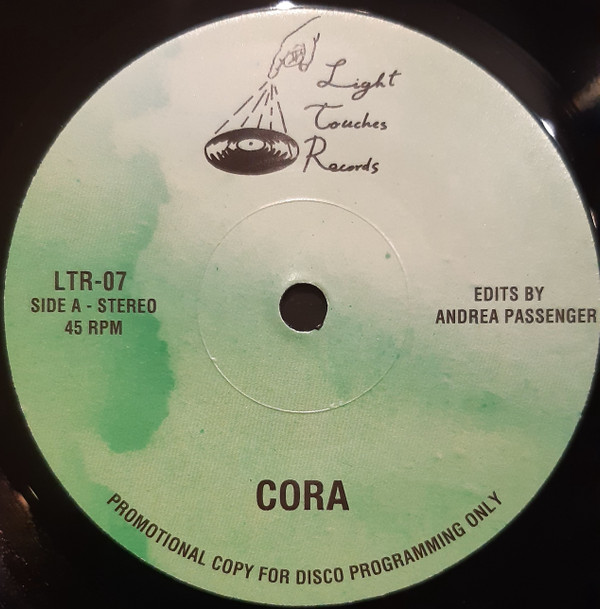 Light
Touches
Records
LTR-07
SIDE A - STEREO
45 RPM
EDITS BY
ANDREA PASSENGER
CORA
PROMOTIONAL COPY FOR DISCO PROGRAMMING ONLY